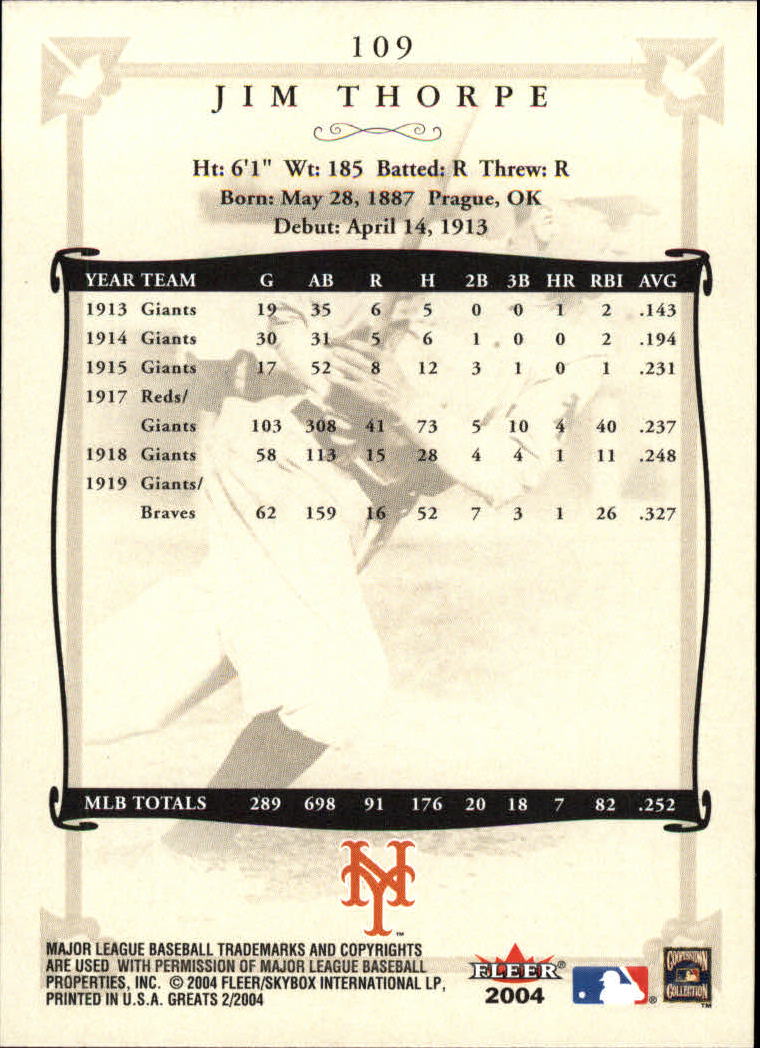 109
JIM THORPE
Ht: 6'1" Wt: 185 Batted: R Threw: R
Born: May 28, 1887 Prague, OK
Debut: April 14, 1913
YEAR TEAM G AB R H 2B 3B HR RBI AVG
1913 Giants 19 35 6 5 0 0 1 2 .143
1914 Giants 30 31 5 6 1 0 0 2 .194
1915 Giants 17 52 8 12 3 1 0 1 .231
1917 Reds/
Giants 103 308 41 73 5 10 4 40 .237
1918 Giants 58 113 15 28 4 4 1 11 .248
1919 Giants/
Braves 62 159 16 52 7 3 1 26 .327
MLB TOTALS 289 698 91 176 20 18 7 82 .252
NY ™
MAJOR LEAGUE BASEBALL TRADEMARKS AND COPYRIGHTS
ARE USED WITH PERMISSION OF MAJOR LEAGUE BASEBALL
PROPERTIES, INC. © 2004 FLEER/SKYBOX INTERNATIONAL LP,
PRINTED IN U.S.A. GREATS 2/2004
FLEER®
2004
®
COOPERSTOWN
COLLECTION
™